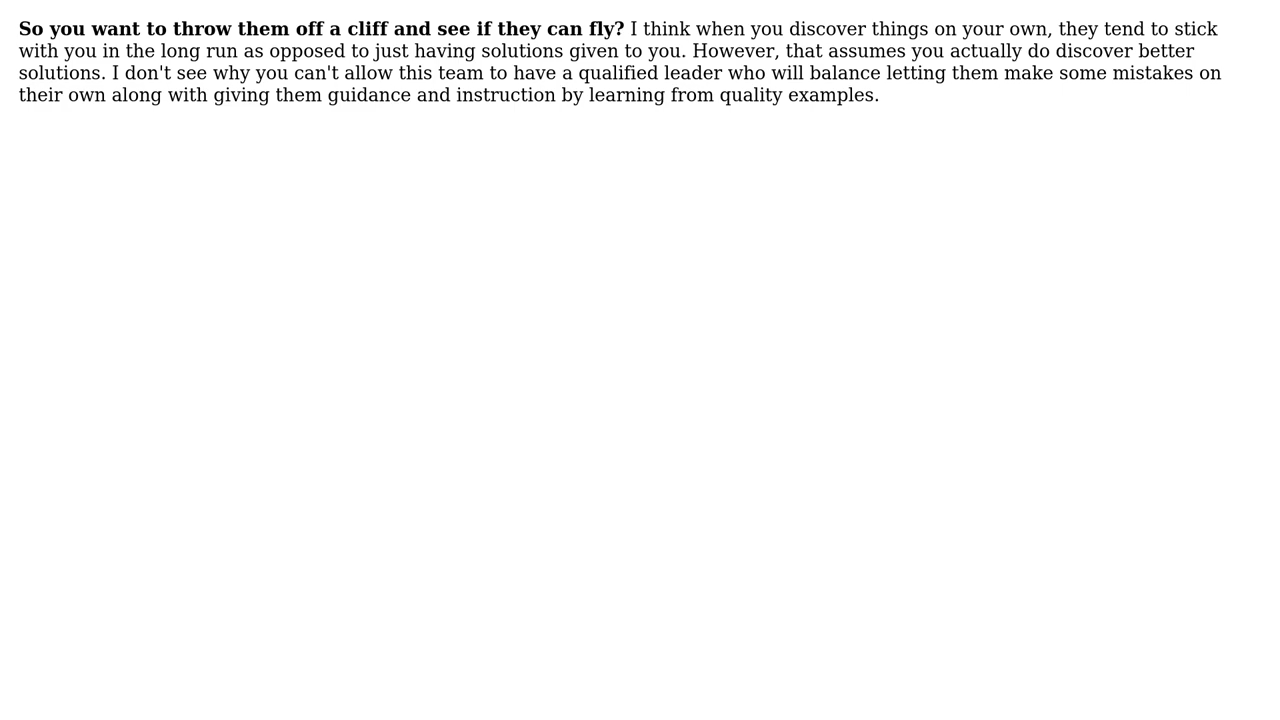 So you want to throw them off a cliff and see if they can fly? I think when you discover things on your own, they tend to stick
with you in the long run as opposed to just having solutions given to you. However, that assumes you actually do discover better
solutions. I don't see why you can't allow this team to have a qualified leader who will balance letting them make some mistakes on
their own along with giving them guidance and instruction by learning from quality examples.